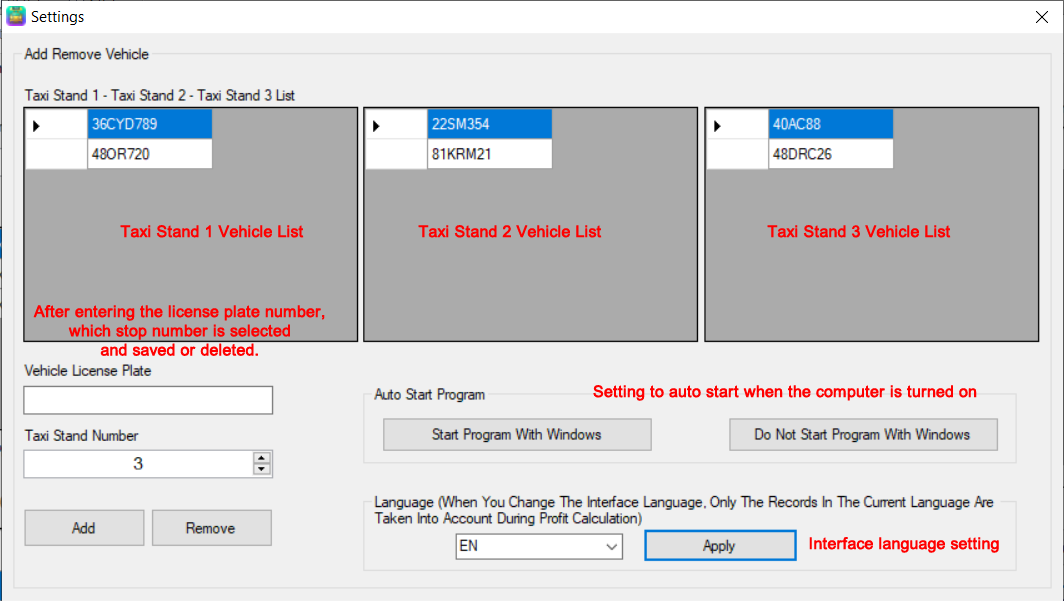 Settings
Add Remove Vehicle
Taxi Stand 1 - Taxi Stand 2 - Taxi Stand 3 List
36CYD789
48OR720
22SM354
81KRM21
40AC88
48DRC26
Taxi Stand 1 Vehicle List
Taxi Stand 2 Vehicle List
Taxi Stand 3 Vehicle List
After entering the license plate number,
which stop number is selected
and saved or deleted.
Vehicle License Plate
Taxi Stand Number
3
Add
Remove
Auto Start Program
Setting to auto start when the computer is turned on
Start Program With Windows
Do Not Start Program With Windows
Language (When You Change The Interface Language, Only The Records In The Current Language Are
Taken Into Account During Profit Calculation)
EN
Apply
Interface language setting